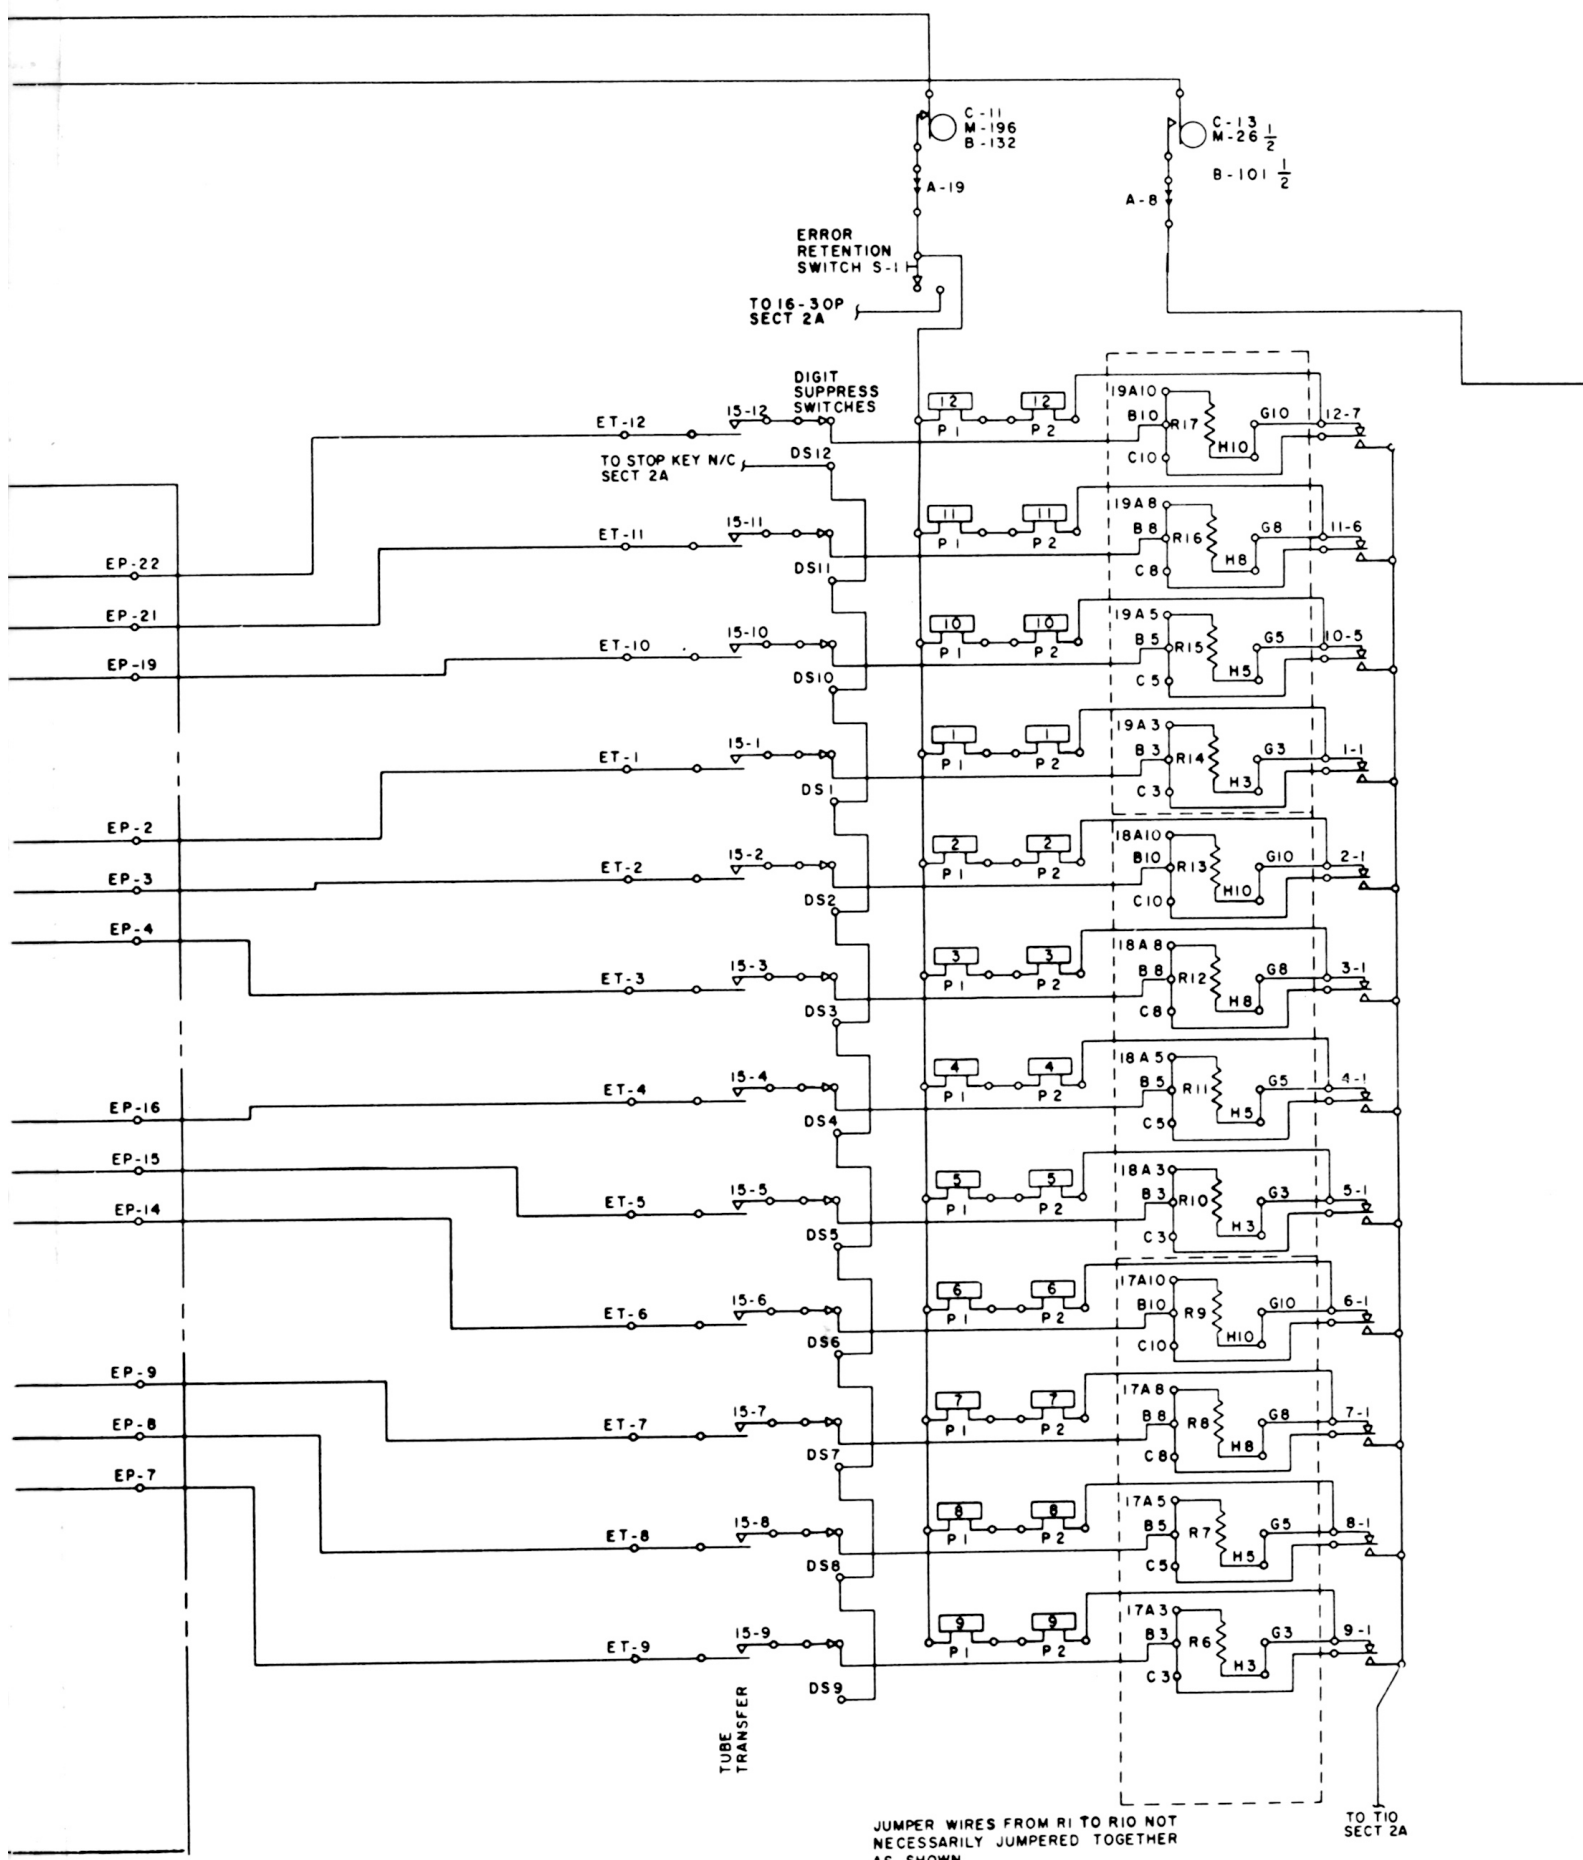 C-11
M-196
B-132
C-13
M-26 1/2
B-101 1/2
A-19
A-8
ERROR
RETENTION
SWITCH S-1
TO 16-3OP
SECT 2A
DIGIT
SUPPRESS
SWITCHES
ET-12 15-12 12 12 19A10 B10 R17 G10 12-7
P1 P2 H10 C10
TO STOP KEY N/C DS12
SECT 2A
ET-11 15-11 11 11 19A8 B8 R16 G8 11-6
P1 P2 H8 C8
EP-22 DS11
EP-21
ET-10 15-10 10 10 19A5 B5 R15 G5 10-5
P1 P2 H5 C5
EP-19 DS10
ET-1 15-1 1 1 19A3 B3 R14 G3 1-1
P1 P2 H3 C3
DS1
EP-2
ET-2 15-2 2 2 18A10 B10 R13 G10 2-1
P1 P2 H10 C10
EP-3 DS2
EP-4
ET-3 15-3 3 3 18A8 B8 R12 G8 3-1
P1 P2 H8 C8
DS3
ET-4 15-4 4 4 18A5 B5 R11 G5 4-1
P1 P2 H5 C5
EP-16 DS4
EP-15
ET-5 15-5 5 5 18A3 B3 R10 G3 5-1
P1 P2 H3 C3
EP-14 DS5
ET-6 15-6 6 6 17A10 B10 R9 G10 6-1
P1 P2 H10 C10
DS6
EP-9
ET-7 15-7 7 7 17A8 B8 R8 G8 7-1
P1 P2 H8 C8
EP-8 DS7
EP-7
ET-8 15-8 8 8 17A5 B5 R7 G5 8-1
P1 P2 H5 C5
DS8
ET-9 15-9 9 9 17A3 B3 R6 G3 9-1
P1 P2 H3 C3
DS9
TUBE
TRANSFER
TO T10
SECT 2A
JUMPER WIRES FROM R1 TO R10 NOT
NECESSARILY JUMPERED TOGETHER
AS SHOWN